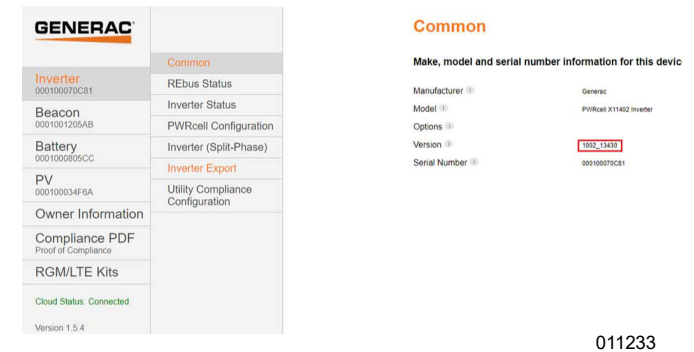 GENERAC
Inverter
000100070C81
Beacon
0001001205AB
Battery
0001000805CC
PV
000100034F6A
Owner Information
Compliance PDF
Proof of Compliance
RGM/LTE Kits
Cloud Status: Connected
Version 1.5.4
Common
REbus Status
Inverter Status
PWRcell Configuration
Inverter (Split-Phase)
Inverter Export
Utility Compliance
Configuration
Common
Make, model and serial number information for this devic
Manufacturer Generac
Model PWRcell X11402 Inverter
Options
Version 1002_13430
Serial Number 000100070C81
011233